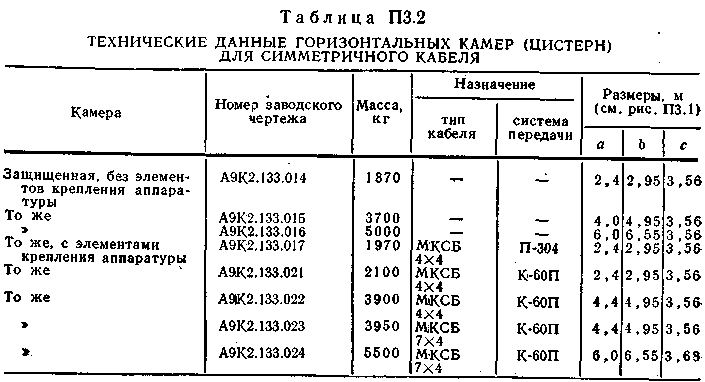 Таблица П3.2
ТЕХНИЧЕСКИЕ ДАННЫЕ ГОРИЗОНТАЛЬНЫХ КАМЕР (ЦИСТЕРН)
ДЛЯ СИММЕТРИЧНОГО КАБЕЛЯ
Камера Номер заводского чертежа Масса, кг Назначение Размеры, м (см. рис. П3.1)
тип кабеля система передачи a b c
Защищенная, без элемен- А9К2.133.014 1870 — — 2,4 2,95 3,56
тов крепления аппара-
туры
То же А9К2.133.015 3700 — — 4,0 4,95 3,56
» А9К2.133.016 5000 — — 6,0 6,55 3,56
То же, с элементами А9К2.133.017 1970 МКСБ П-304 2,4 2,95 3,56
крепления аппаратуры 4×4
То же А9К2.133.021 2100 МКСБ К-60П 2,4 2,95 3,56
4×4
То же А9К2.133.022 3900 МКСБ К-60П 4,4 4,95 3,56
4×4
» А9К2.133.023 3950 МКСБ К-60П 4,4 4,95 3,56
7×4
» А9К2.133.024 5500 МКСБ К-60П 6,0 6,55 3,69
7×4